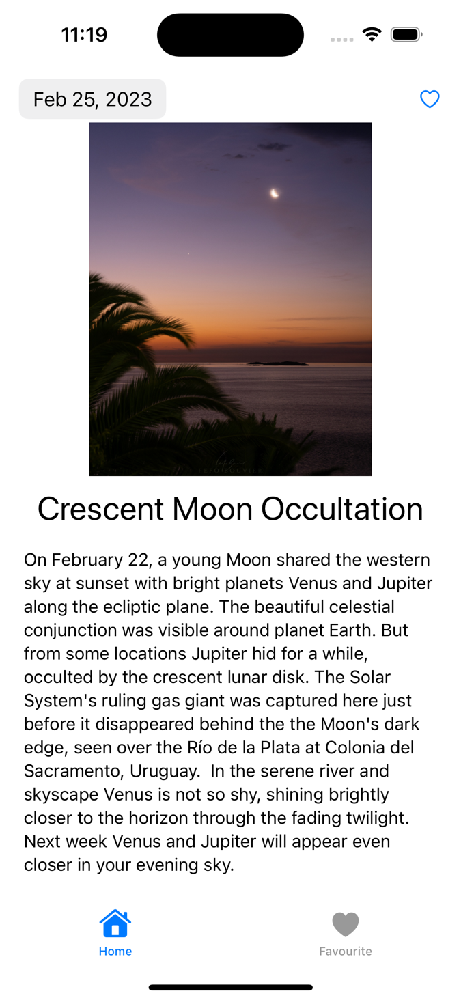 11:19
Feb 25, 2023
Crescent Moon Occultation
On February 22, a young Moon shared the western
sky at sunset with bright planets Venus and Jupiter
along the ecliptic plane. The beautiful celestial
conjunction was visible around planet Earth. But
from some locations Jupiter hid for a while,
occulted by the crescent lunar disk. The Solar
System's ruling gas giant was captured here just
before it disappeared behind the the Moon's dark
edge, seen over the Río de la Plata at Colonia del
Sacramento, Uruguay.  In the serene river and
skyscape Venus is not so shy, shining brightly
closer to the horizon through the fading twilight.
Next week Venus and Jupiter will appear even
closer in your evening sky.
Home
Favourite